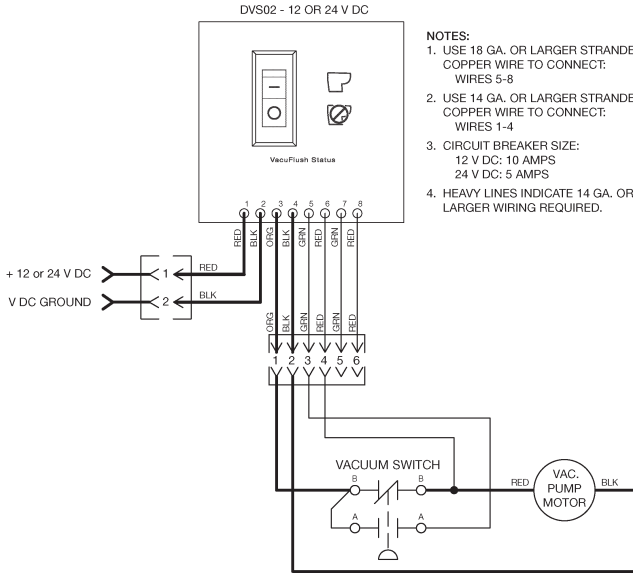 DVS02 - 12 OR 24 V DC
NOTES:
1. USE 18 GA. OR LARGER STRANDE
COPPER WIRE TO CONNECT:
WIRES 5-8
2. USE 14 GA. OR LARGER STRANDE
COPPER WIRE TO CONNECT:
WIRES 1-4
3. CIRCUIT BREAKER SIZE:
12 V DC: 10 AMPS
24 V DC: 5 AMPS
4. HEAVY LINES INDICATE 14 GA. OR
LARGER WIRING REQUIRED.
VacuFlush Status
1 2 3 4 5 6 7 8
RED BLK ORG BLK GRN RED GRN RED
+ 12 or 24 V DC
1
RED
V DC GROUND
2
BLK
ORG BLK GRN RED GRN RED
1 2 3 4 5 6
VACUUM SWITCH
B B
A A
RED
VAC.
PUMP
MOTOR
BLK